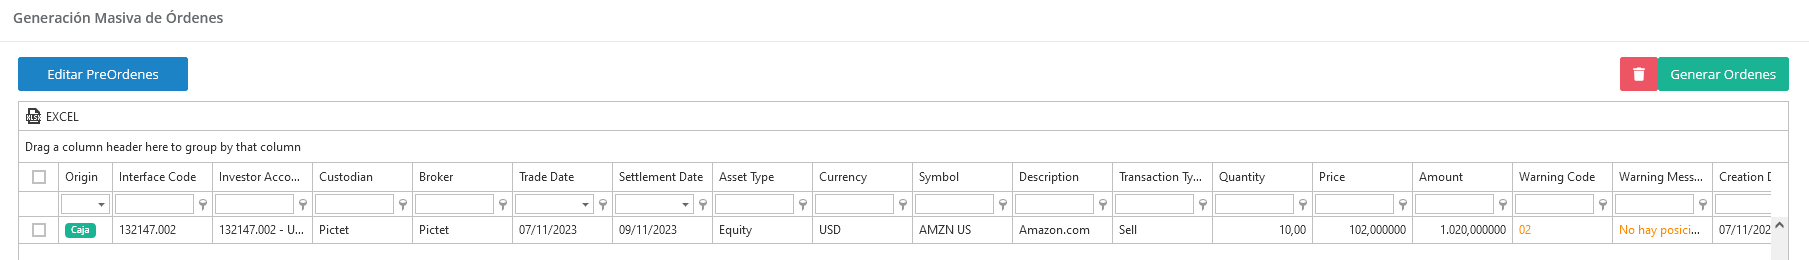 Generación Masiva de Órdenes
Editar PreOrdenes
Generar Ordenes
EXCEL
Drag a column header here to group by that column
Origin Interface Code Investor Acco... Custodian Broker Trade Date Settlement Date Asset Type Currency Symbol Description Transaction Ty... Quantity Price Amount Warning Code Warning Mess... Creation D
Caja 132147.002 132147.002 - U... Pictet Pictet 07/11/2023 09/11/2023 Equity USD AMZN US Amazon.com Sell 10,00 102,000000 1.020,000000 02 No hay posici... 07/11/202